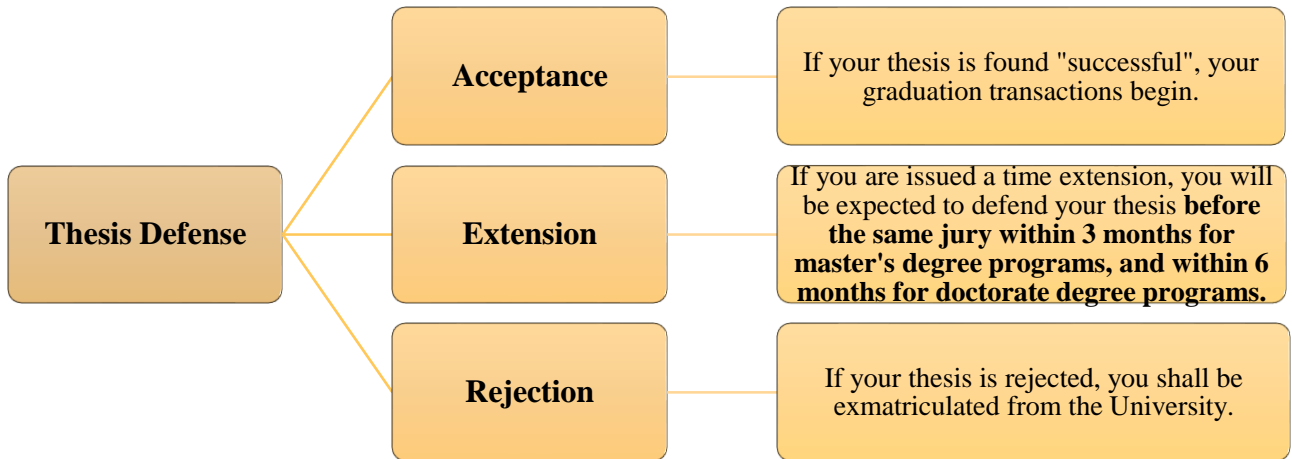 Thesis Defense
Acceptance
If your thesis is found "successful", your
graduation transactions begin.
Extension
If you are issued a time extension, you will
be expected to defend your thesis before
the same jury within 3 months for
master's degree programs, and within 6
months for doctorate degree programs.
Rejection
If your thesis is rejected, you shall be
exmatriculated from the University.